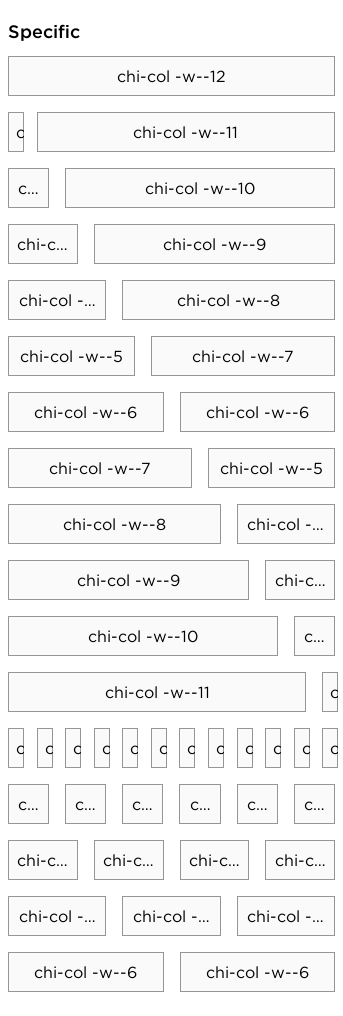 Specific
chi-col -w--12
c chi-col -w--11
c... chi-col -w--10
chi-c... chi-col -w--9
chi-col -... chi-col -w--8
chi-col -w--5 chi-col -w--7
chi-col -w--6 chi-col -w--6
chi-col -w--7 chi-col -w--5
chi-col -w--8 chi-col -...
chi-col -w--9 chi-c...
chi-col -w--10 c...
chi-col -w--11 c
c c c c c c c c c c c c
c... c... c... c... c... c...
chi-c... chi-c... chi-c... chi-c...
chi-col -... chi-col -... chi-col -...
chi-col -w--6 chi-col -w--6